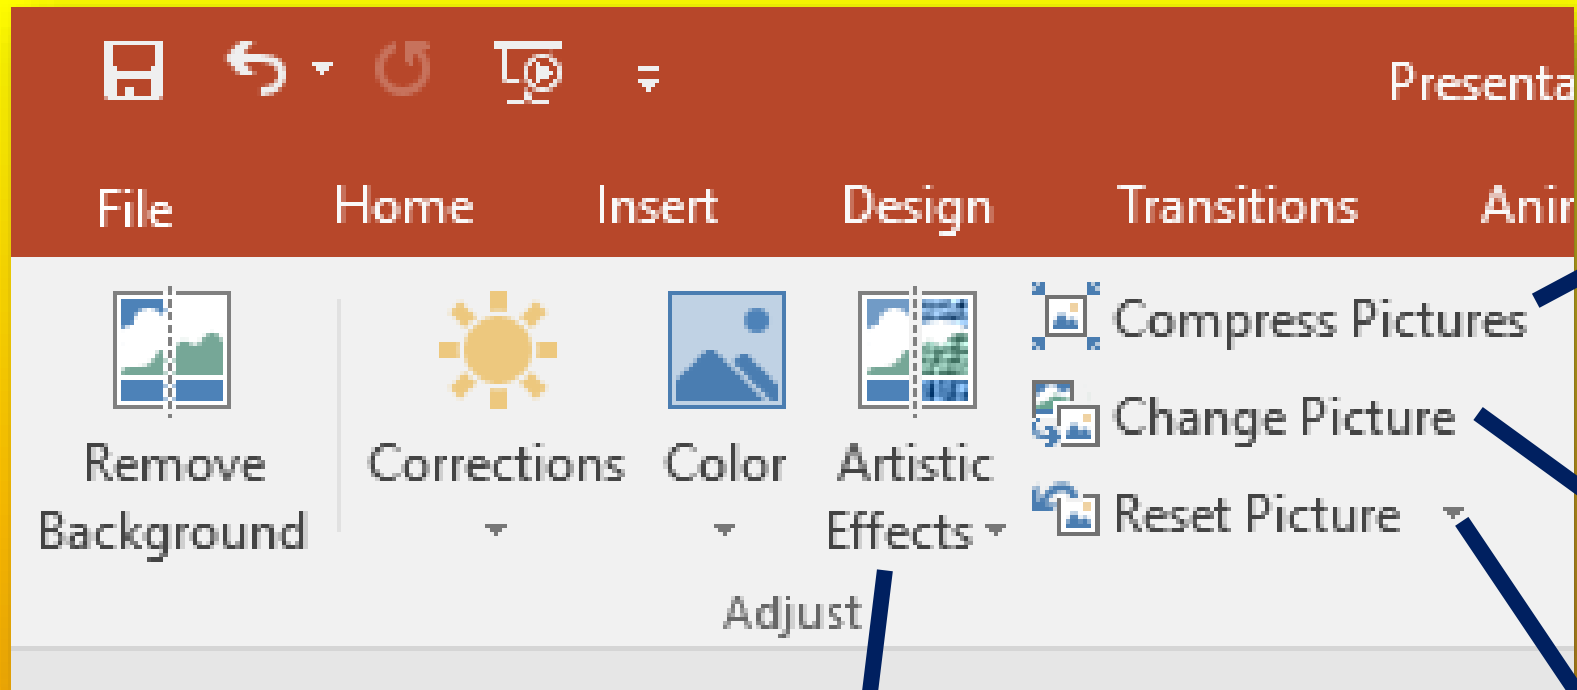 Presenta
File Home Insert Design Transitions Anir
Compress Pictures
Change Picture
Reset Picture
Remove
Background
Corrections
Color
Artistic
Effects
Adjust